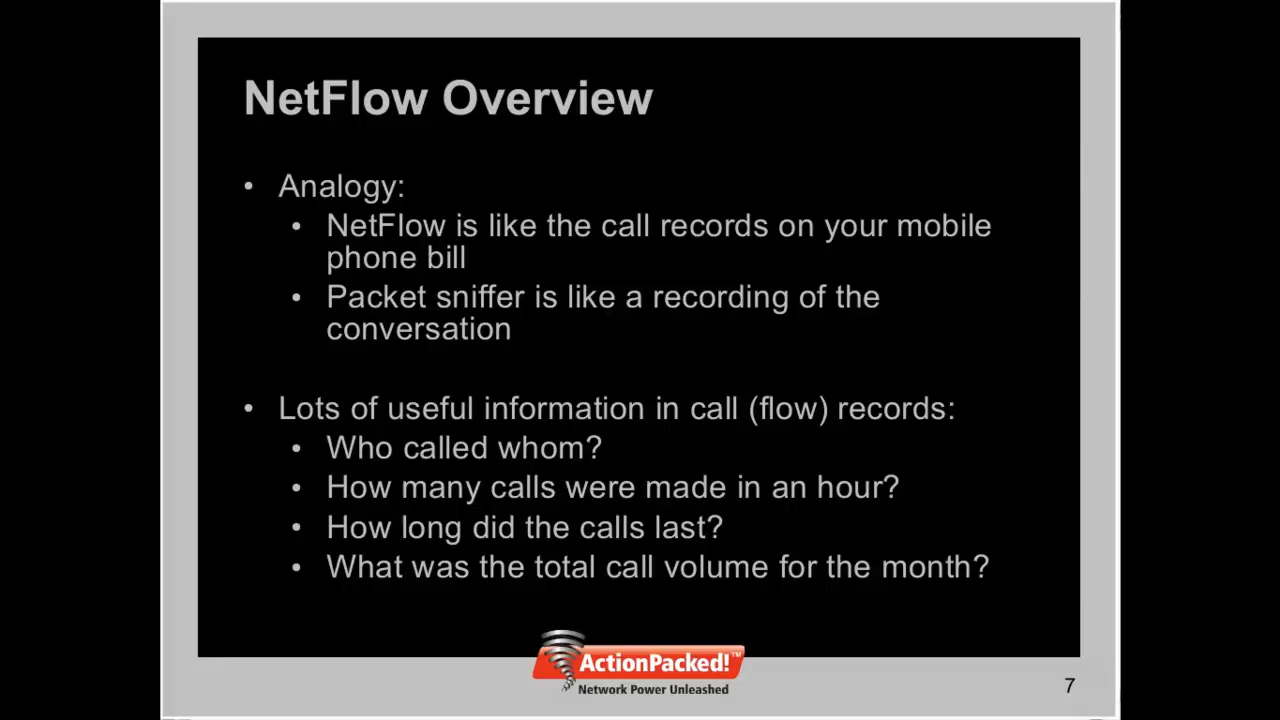 NetFlow Overview
• Analogy:
• NetFlow is like the call records on your mobile
phone bill
• Packet sniffer is like a recording of the
conversation
• Lots of useful information in call (flow) records:
• Who called whom?
• How many calls were made in an hour?
• How long did the calls last?
• What was the total call volume for the month?
ActionPacked!™
Network Power Unleashed
7